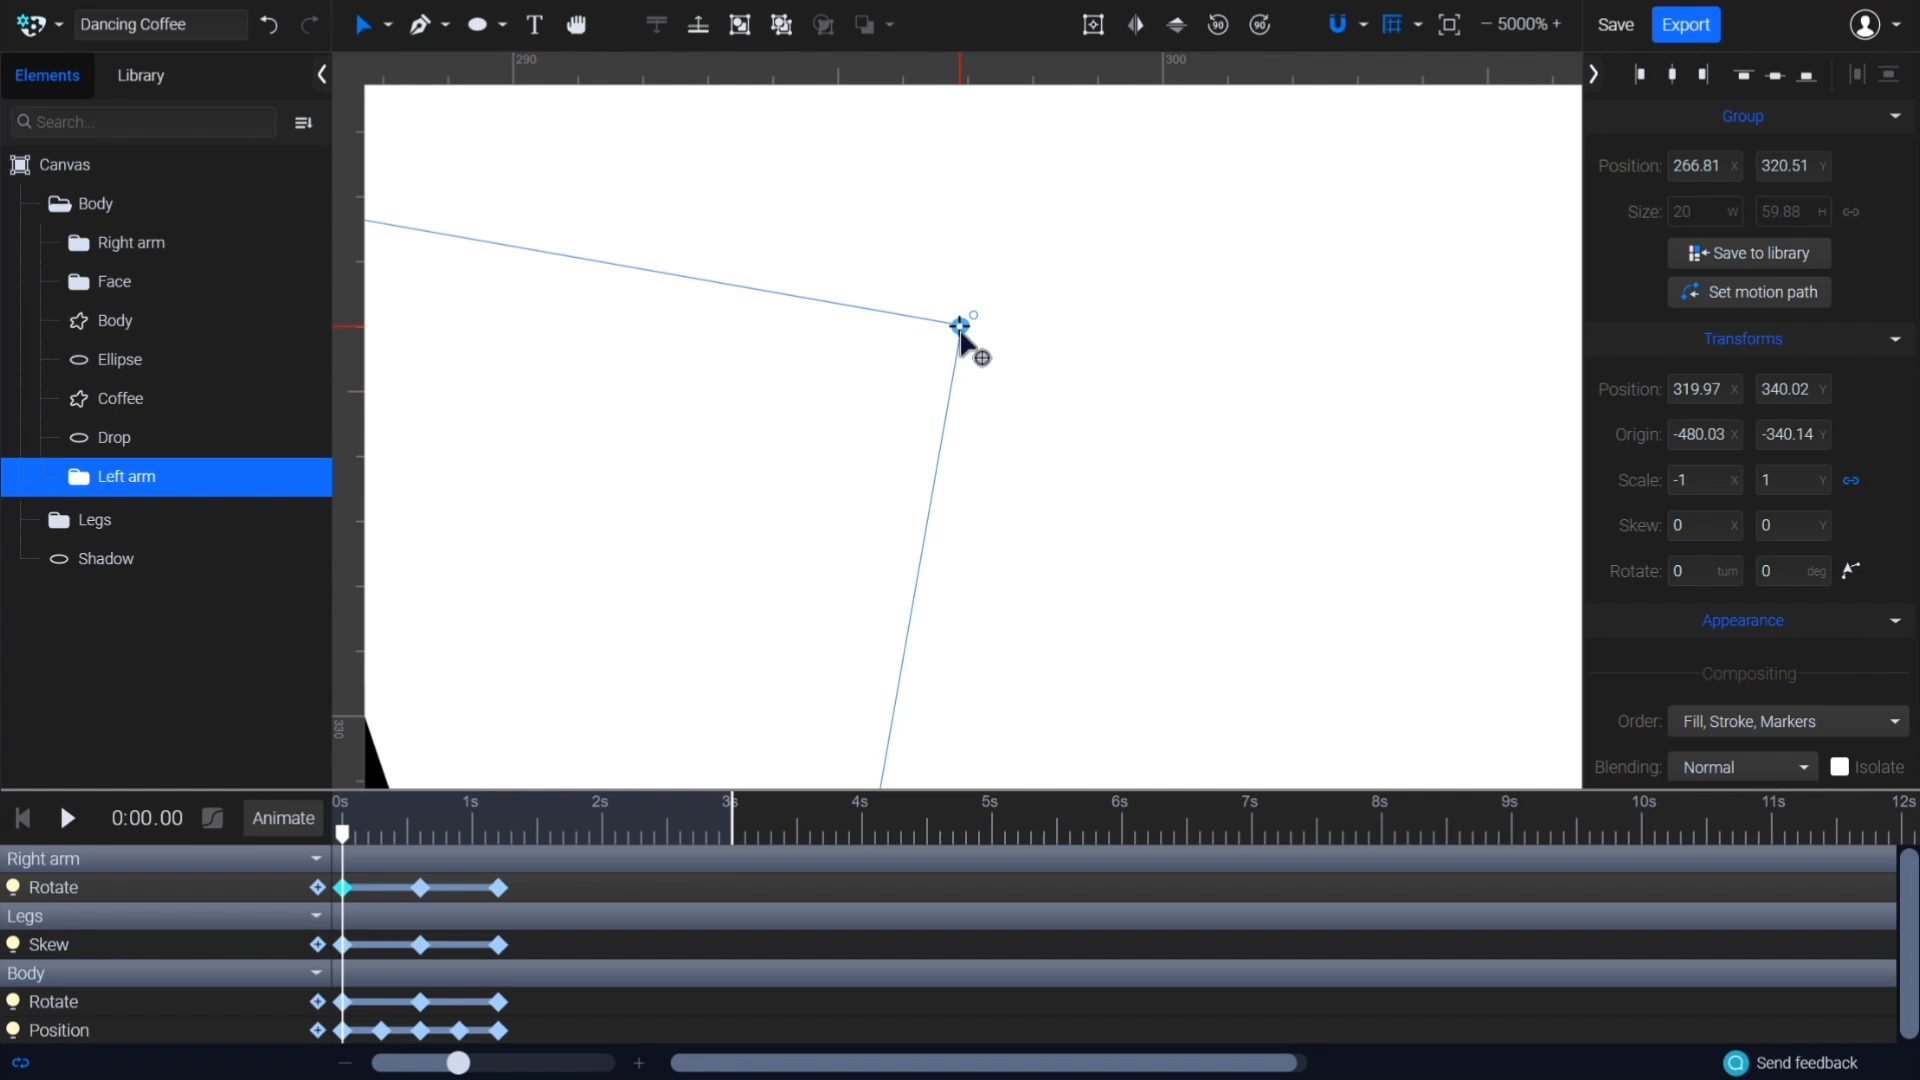 Dancing Coffee
5000%
Save
Export
Elements
Library
Search...
Canvas
Body
Right arm
Face
Body
Ellipse
Coffee
Drop
Left arm
Legs
Shadow
290
300
330
Group
Position: 266.81 X 320.51 Y
Size: 20 W 59.88 H
Save to library
Set motion path
Transforms
Position: 319.97 X 340.02 Y
Origin: -480.03 X -340.14 Y
Scale: -1 X 1 Y
Skew: 0 X 0 Y
Rotate: 0 turn 0 deg
Appearance
Compositing
Order: Fill, Stroke, Markers
Blending: Normal Isolate
0:00.00
Animate
0s 1s 2s 3s 4s 5s 6s 7s 8s 9s 10s 11s 12s
Right arm
Rotate
Legs
Skew
Body
Rotate
Position
Send feedback